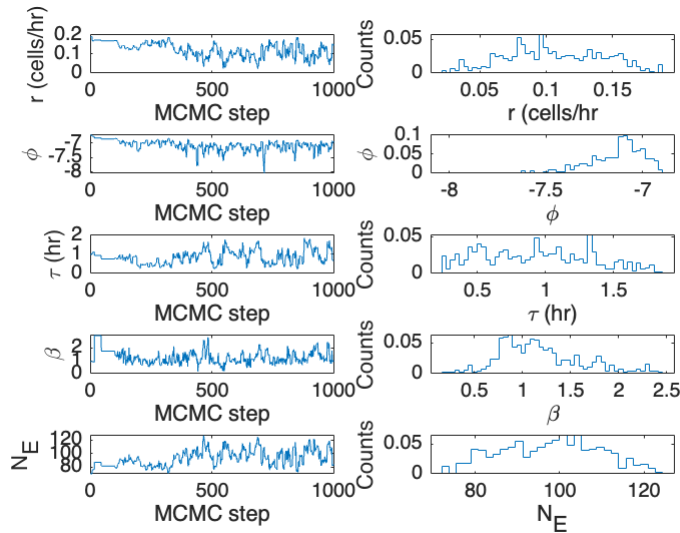 r (cells/hr)
0.2
0.1
0
0 500 1000
MCMC step
Counts
0.05
0
0.05 0.1 0.15
r (cells/hr
ϕ
-7
-7.5
-8
0 500 1000
MCMC step
ϕ
0.1
0.05
0
-8 -7.5 -7
ϕ
τ (hr)
2
1
0
0 500 1000
MCMC step
Counts
0.05
0
0.5 1 1.5
τ (hr)
β
2
1
0
0 500 1000
MCMC step
Counts
0.05
0
0.5 1 1.5 2 2.5
β
N_E
120
100
80
0 500 1000
MCMC step
Counts
0.05
0
80 100 120
N_E